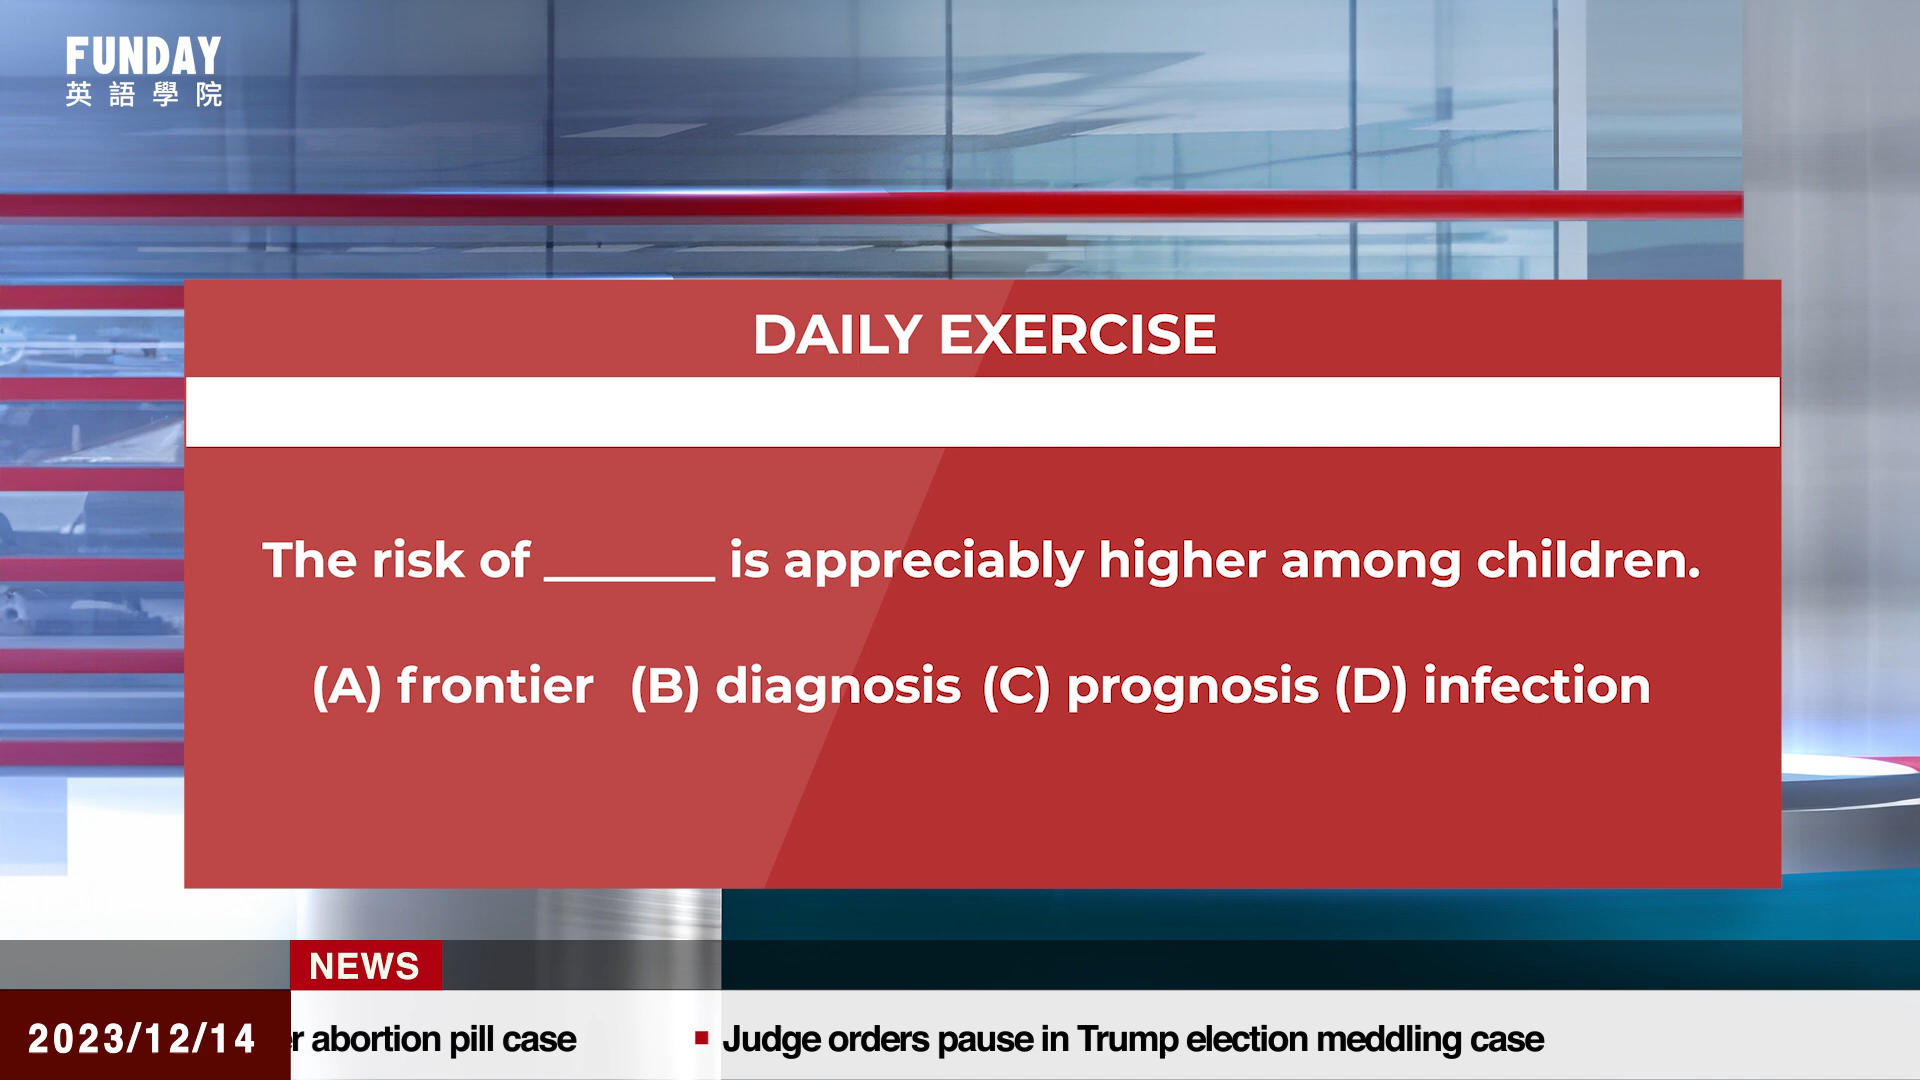 FUNDAY
英語學院
DAILY EXERCISE
The risk of _______ is appreciably higher among children.
(A) frontier (B) diagnosis (C) prognosis (D) infection
NEWS
2023/12/14
abortion pill case ▪ Judge orders pause in Trump election meddling case